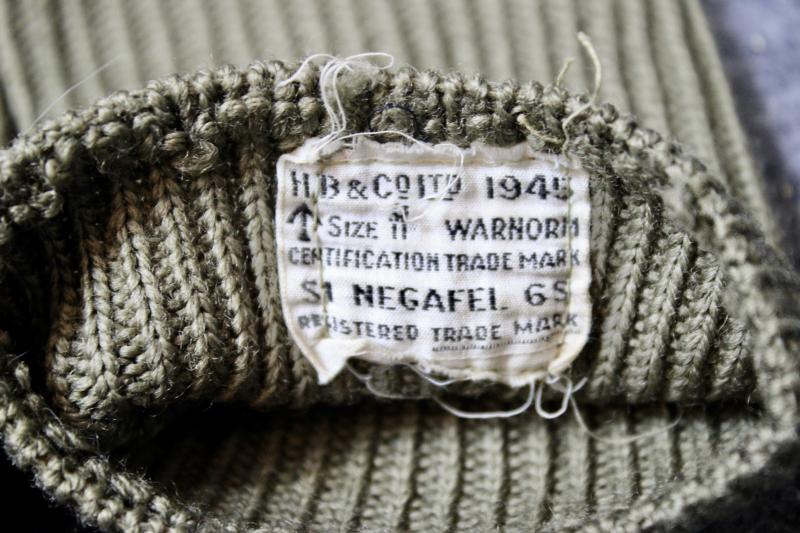 H.B & Cº LTD 1945
↑ SIZE 11" WARNORM
CERTIFICATION TRADE MARK
S1 NEGAFEL 6S
REGISTERED TRADE MARK